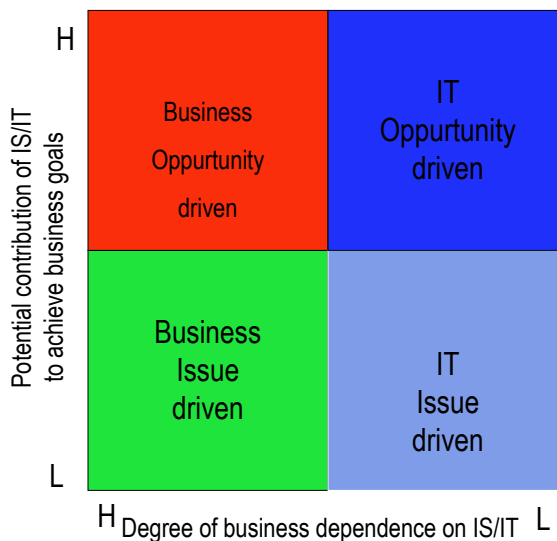 H
Potential contribution of IS/IT
to achieve business goals
Business
Oppurtunity
driven
IT
Oppurtunity
driven
Business
Issue
driven
IT
Issue
driven
L
H
Degree of business dependence on IS/IT
L